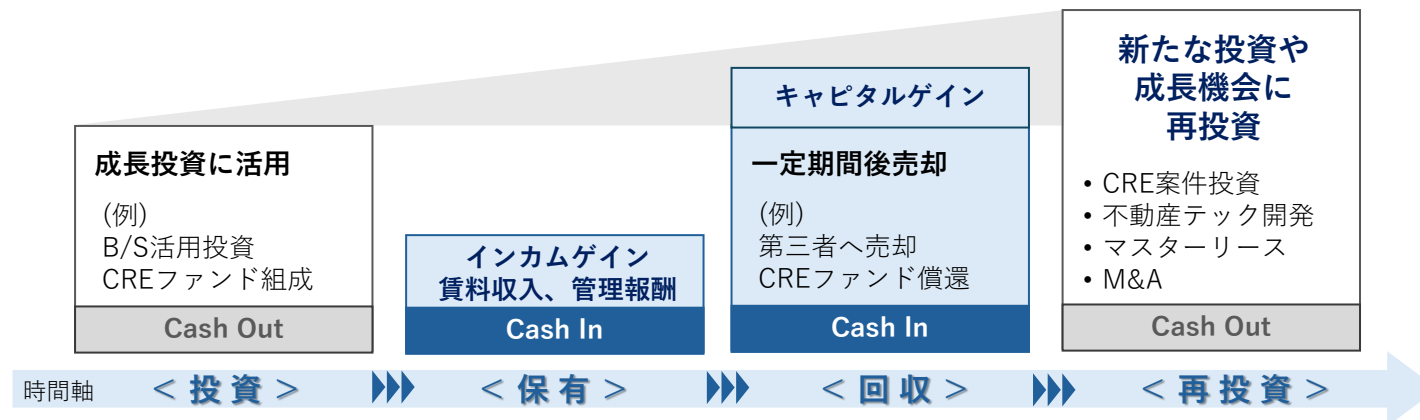 成長投資に活用
(例)
B/S活用投資
CREファンド組成
Cash Out
インカムゲイン
賃料収入、管理報酬
Cash In
キャピタルゲイン
一定期間後売却
(例)
第三者へ売却
CREファンド償還
Cash In
新たな投資や
成長機会に
再投資
• CRE案件投資
• 不動産テック開発
• マスターリース
• M&A
Cash Out
時間軸 <投資> <保有> <回収> <再投資>